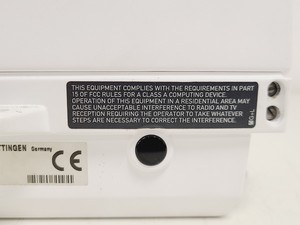 THIS EQUIPMENT COMPLIES WITH THE REQUIREMENTS IN PART
15 OF FCC RULES FOR A CLASS A COMPUTING DEVICE.
OPERATION OF THIS EQUIPMENT IN A RESIDENTIAL AREA MAY
CAUSE UNACCEPTABLE INTERFERENCE TO RADIO AND TV
RECEPTION REQUIRING THE OPERATOR TO TAKE WHATEVER
STEPS ARE NECESSARY TO CORRECT THE INTERFERENCE.
TTINGEN Germany
CE